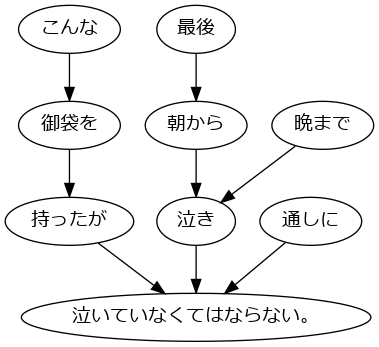 こんな
最後
御袋を
朝から
晩まで
持ったが
泣き
通しに
泣いていなくてはならない。